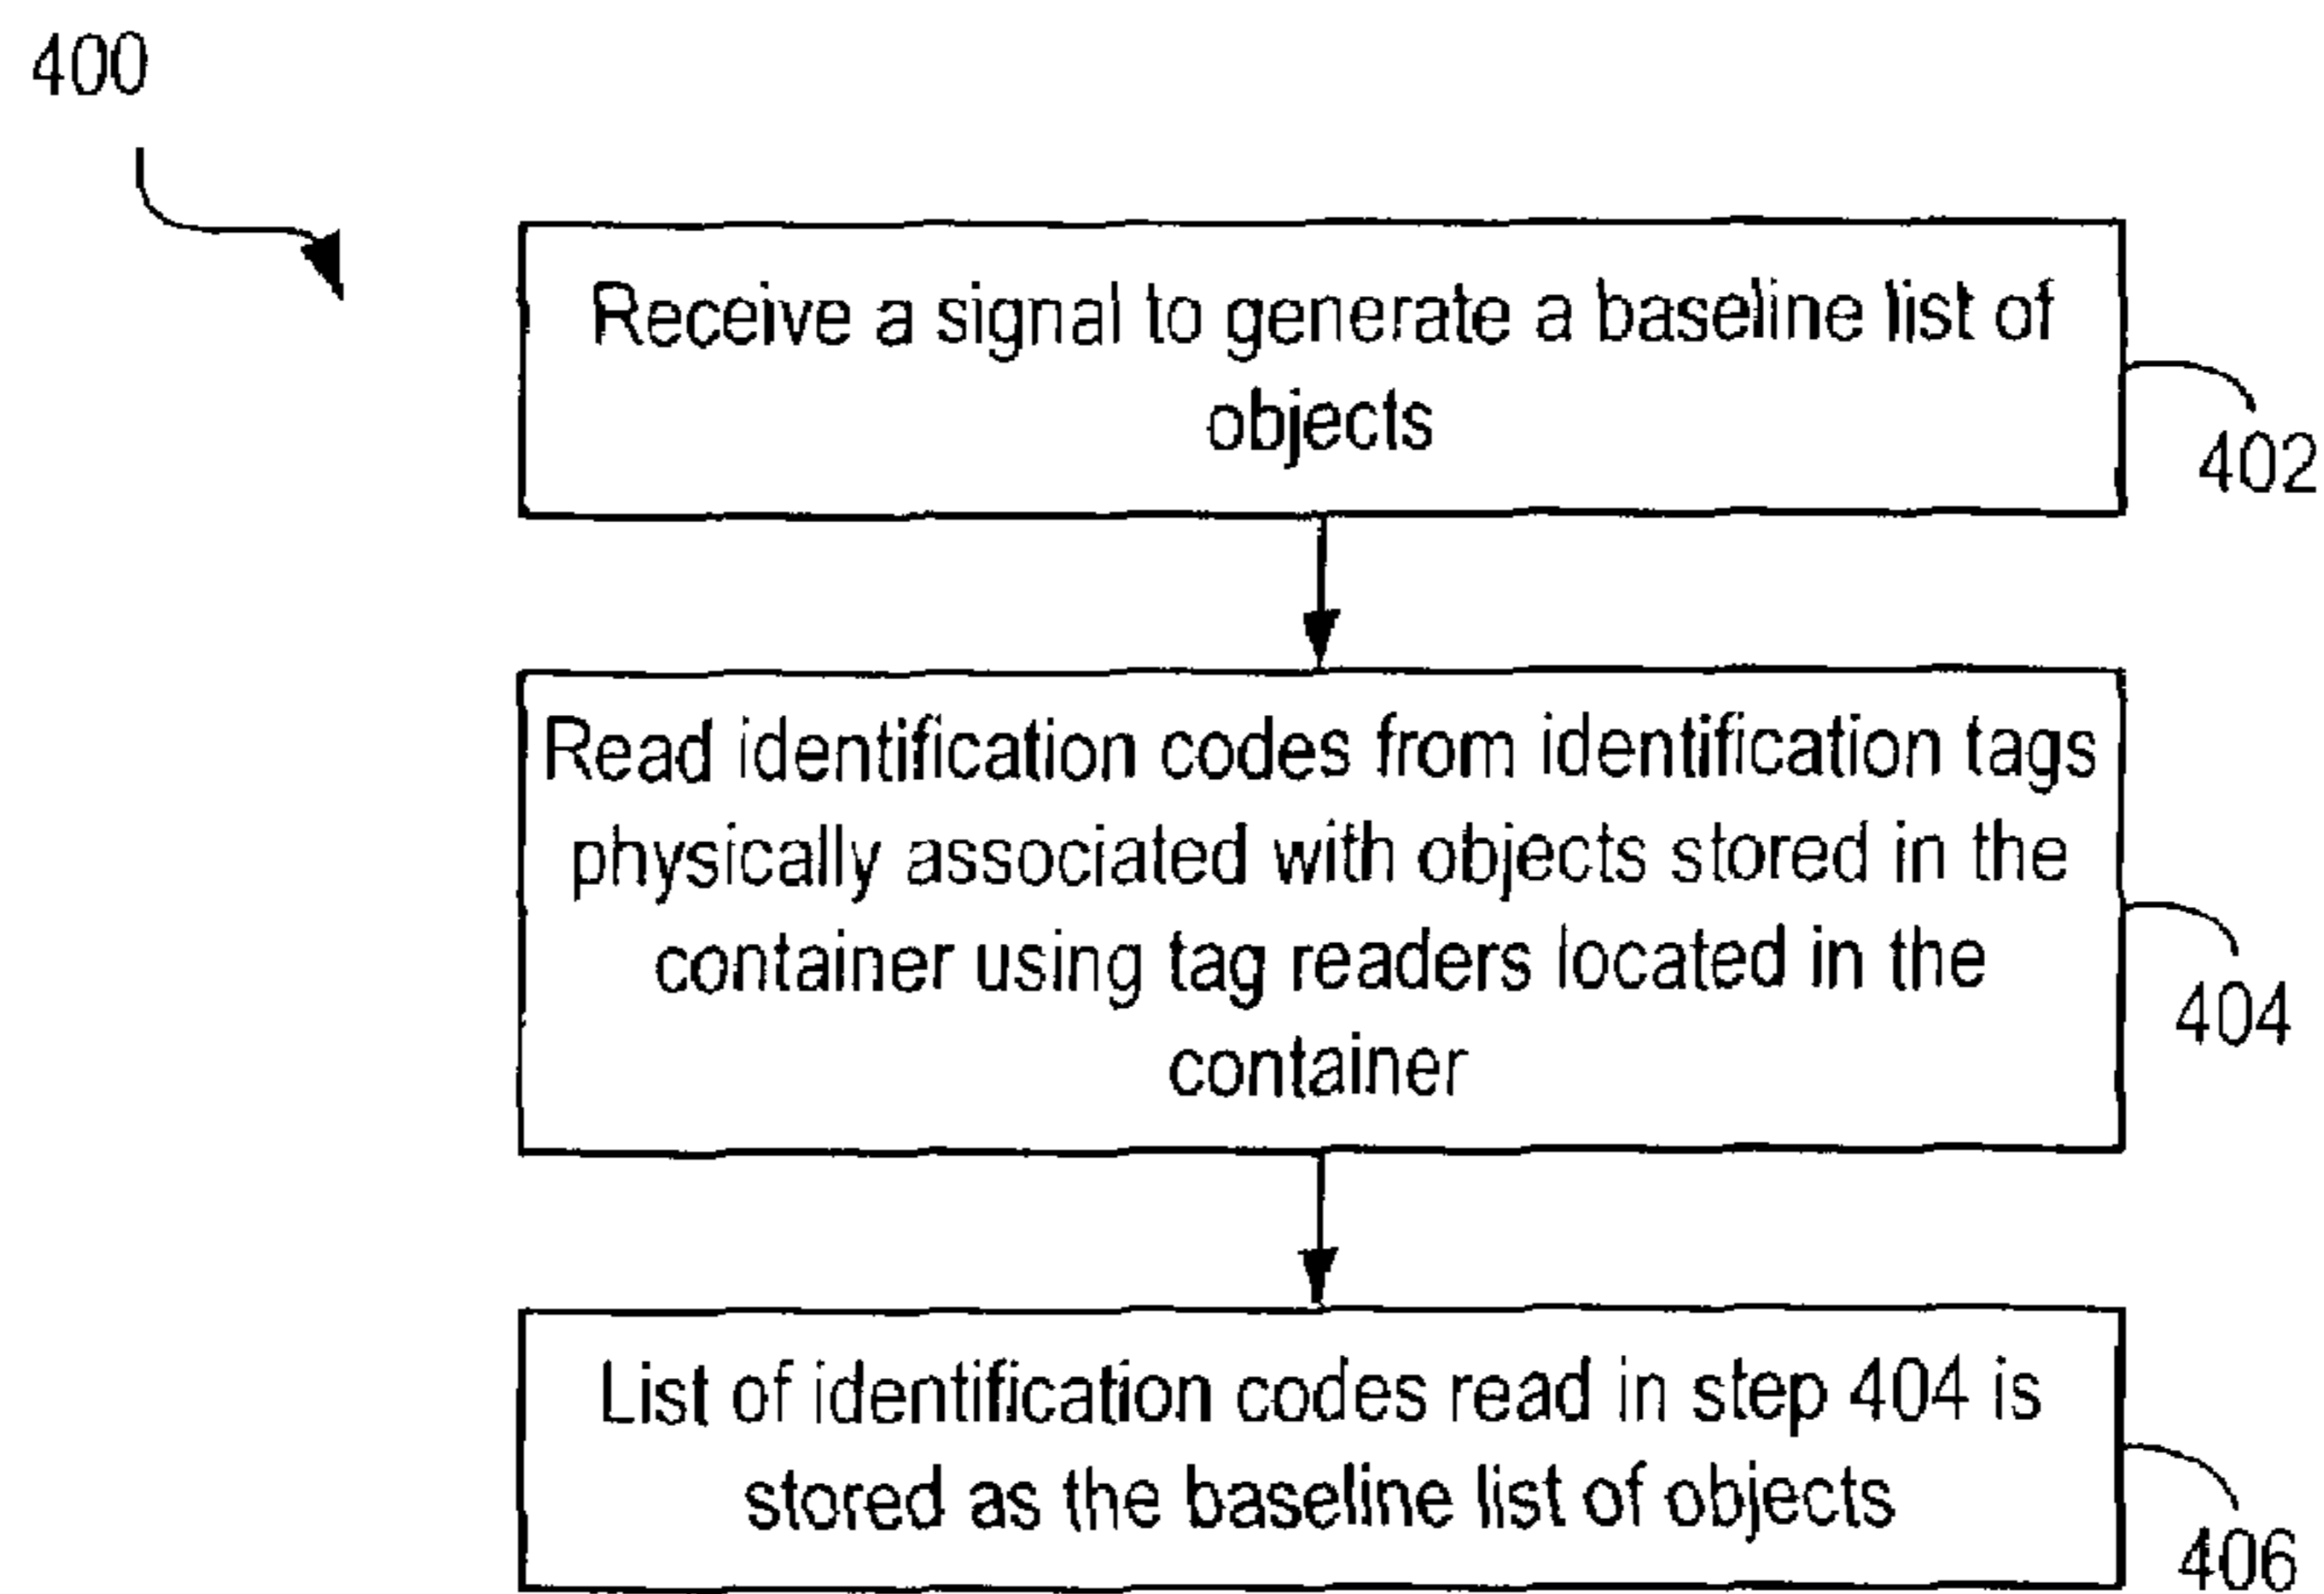 400
Receive a signal to generate a baseline list of
objects
402
Read identification codes from identification tags
physically associated with objects stored in the
container using tag readers located in the
container
404
List of identification codes read in step 404 is
stored as the baseline list of objects
406